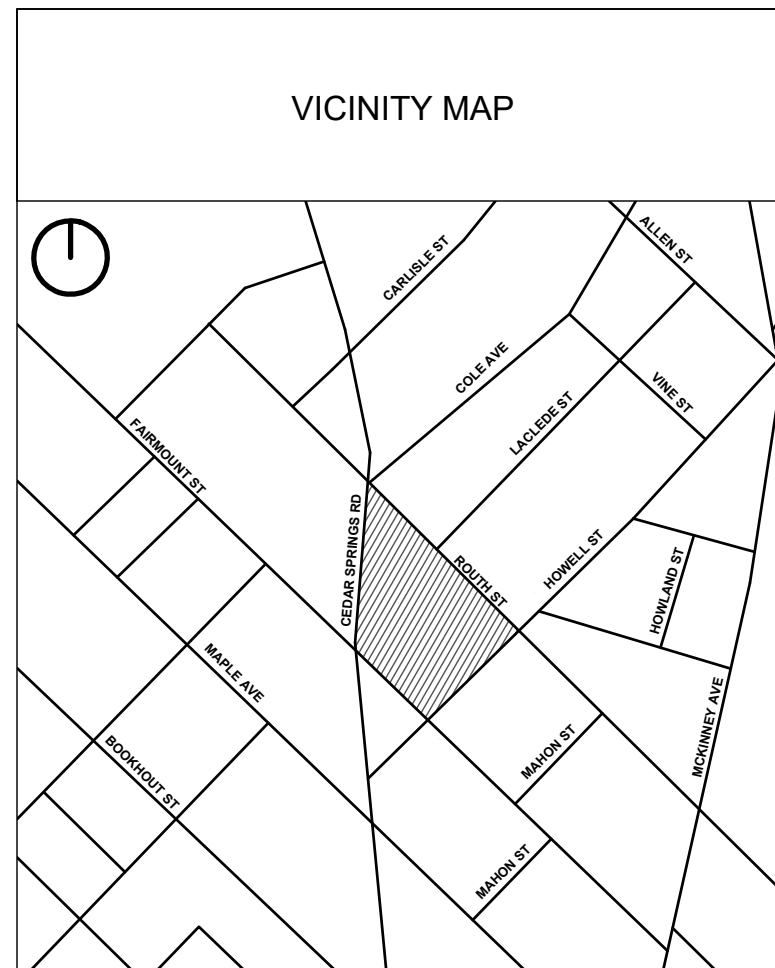 VICINITY MAP
ALLEN ST
CARLISLE ST
COLE AVE
VINE ST
LACLEDE ST
FAIRMOUNT ST
CEDAR SPRINGS RD
ROUTH ST
HOWELL ST
HOWLAND ST
MAPLE AVE
MCKINNEY AVE
BOOKHOUT ST
MAHON ST
MAHON ST